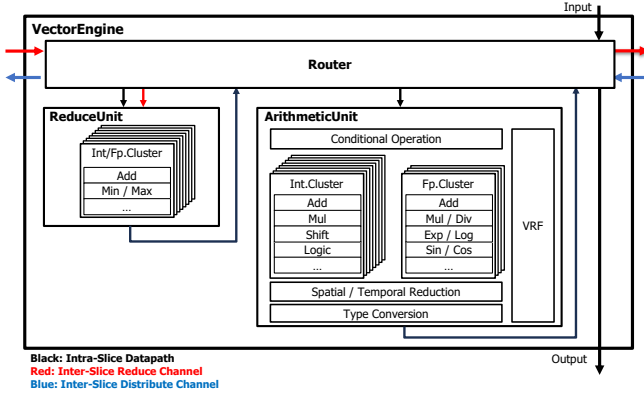 Input
VectorEngine
Router
ReduceUnit
Int/Fp.Cluster
Add
Min / Max
...
ArithmeticUnit
Conditional Operation
Int.Cluster
Add
Mul
Shift
Logic
...
Fp.Cluster
Add
Mul / Div
Exp / Log
Sin / Cos
...
VRF
Spatial / Temporal Reduction
Type Conversion
Output
Black: Intra-Slice Datapath
Red: Inter-Slice Reduce Channel
Blue: Inter-Slice Distribute Channel